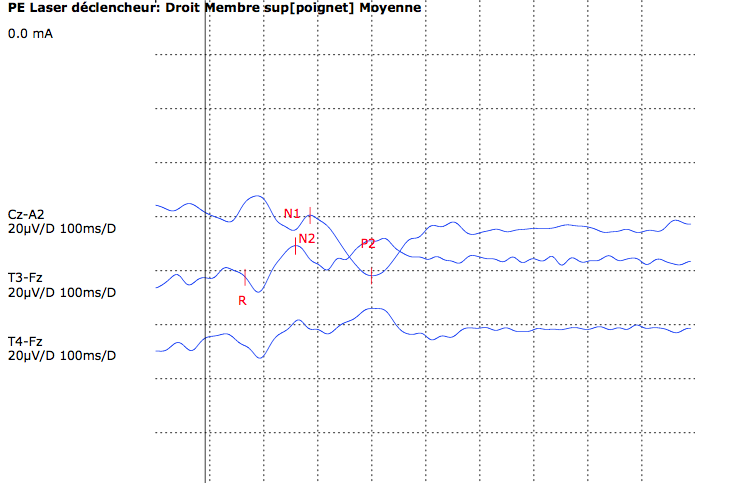 PE Laser déclencheur: Droit Membre sup[poignet] Moyenne
0.0 mA
Cz-A2
20µV/D 100ms/D
N1
N2
P2
T3-Fz
20µV/D 100ms/D
R
T4-Fz
20µV/D 100ms/D